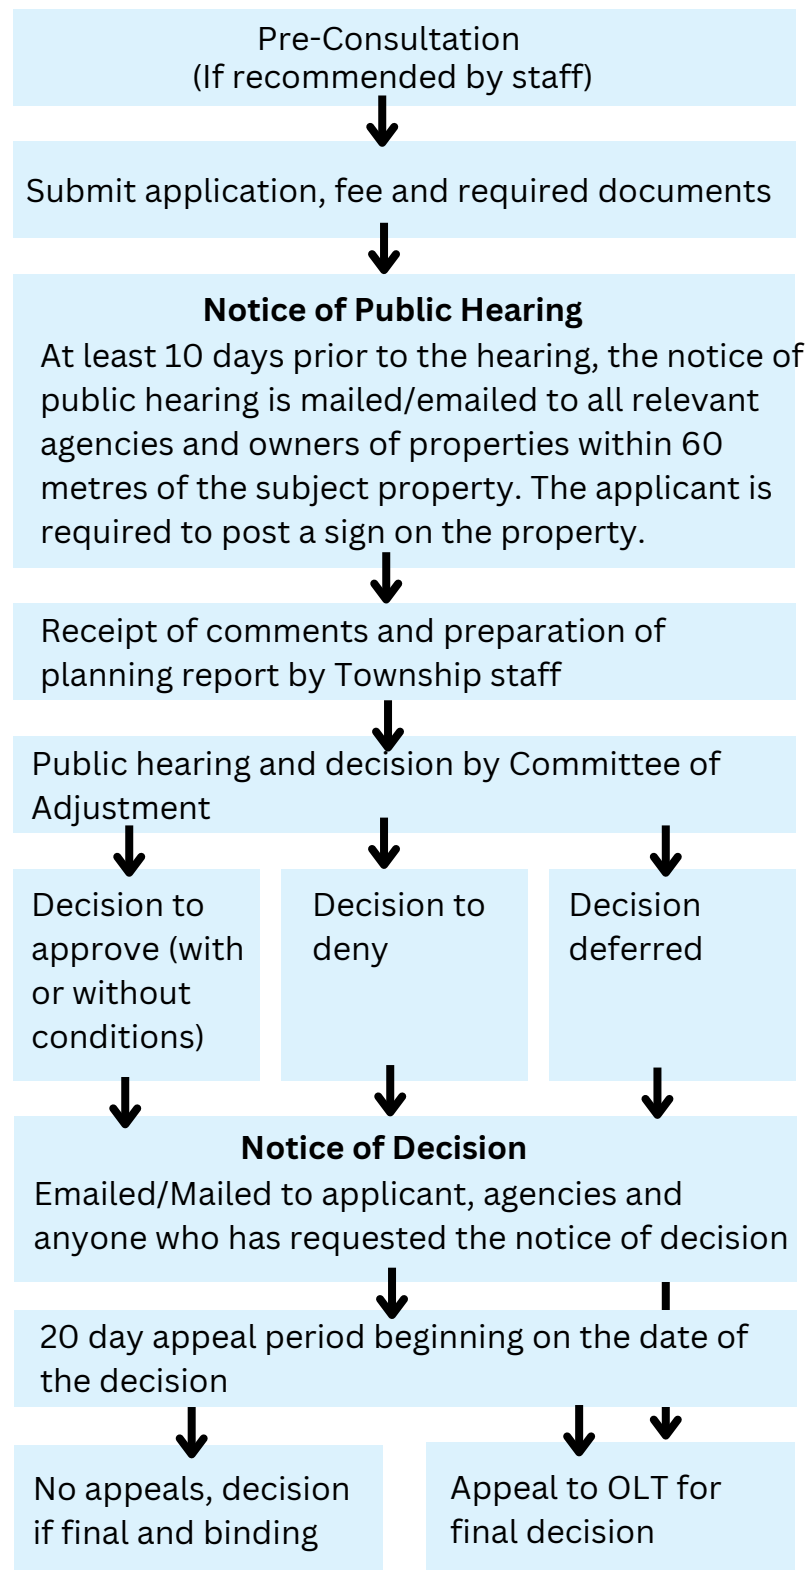 Pre-Consultation
(If recommended by staff)
Submit application, fee and required documents
Notice of Public Hearing
At least 10 days prior to the hearing, the notice of
public hearing is mailed/emailed to all relevant
agencies and owners of properties within 60
metres of the subject property. The applicant is
required to post a sign on the property.
Receipt of comments and preparation of
planning report by Township staff
Public hearing and decision by Committee of
Adjustment
Decision to
approve (with
or without
conditions)
Decision to
deny
Decision
deferred
Notice of Decision
Emailed/Mailed to applicant, agencies and
anyone who has requested the notice of decision
20 day appeal period beginning on the date of
the decision
No appeals, decision
if final and binding
Appeal to OLT for
final decision